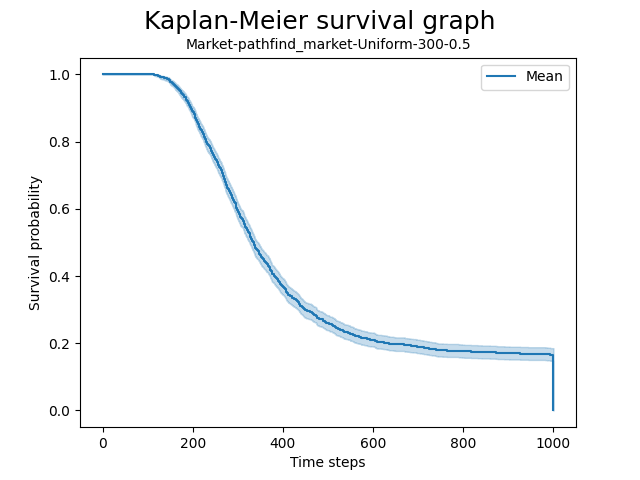 Kaplan-Meier survival graph
Market-pathfind_market-Uniform-300-0.5
Mean
1.0
0.8
0.6
0.4
0.2
0.0
Survival probability
0 200 400 600 800 1000
Time steps